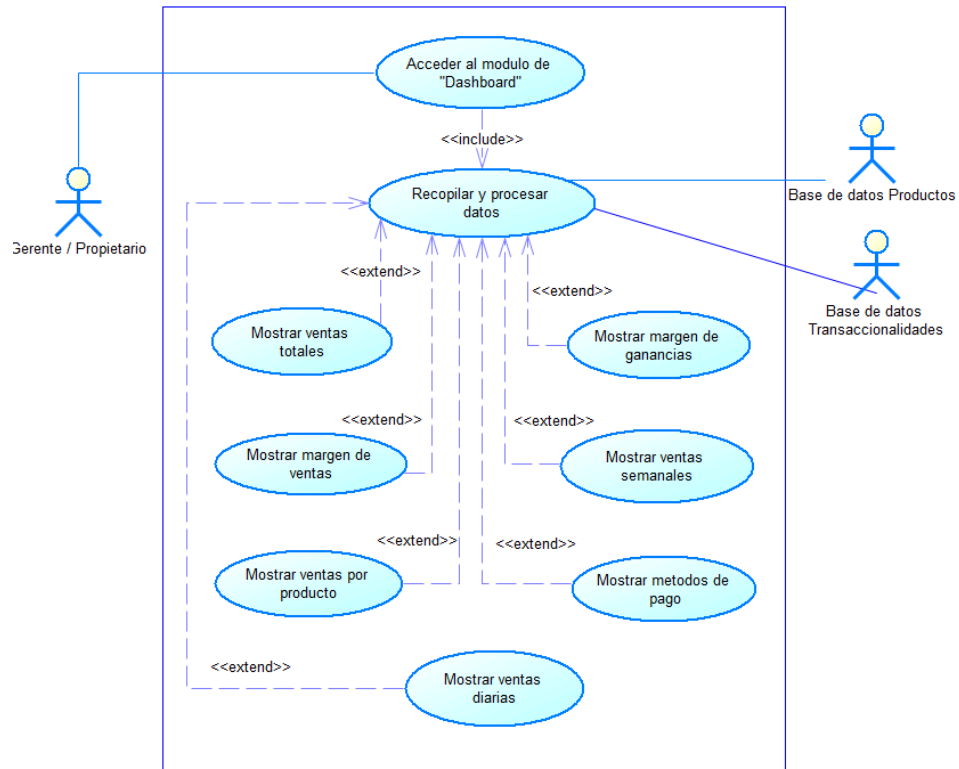 Acceder al modulo de
"Dashboard"
<<include>>
Recopilar y procesar
datos
Base de datos Productos
Gerente / Propietario
Base de datos
Transaccionalidades
<<extend>>
<<extend>>
Mostrar ventas
totales
Mostrar margen de
ganancias
<<extend>>
<<extend>>
Mostrar margen de
ventas
Mostrar ventas
semanales
<<extend>>
<<extend>>
Mostrar ventas por
producto
Mostrar metodos de
pago
<<extend>>
Mostrar ventas
diarias